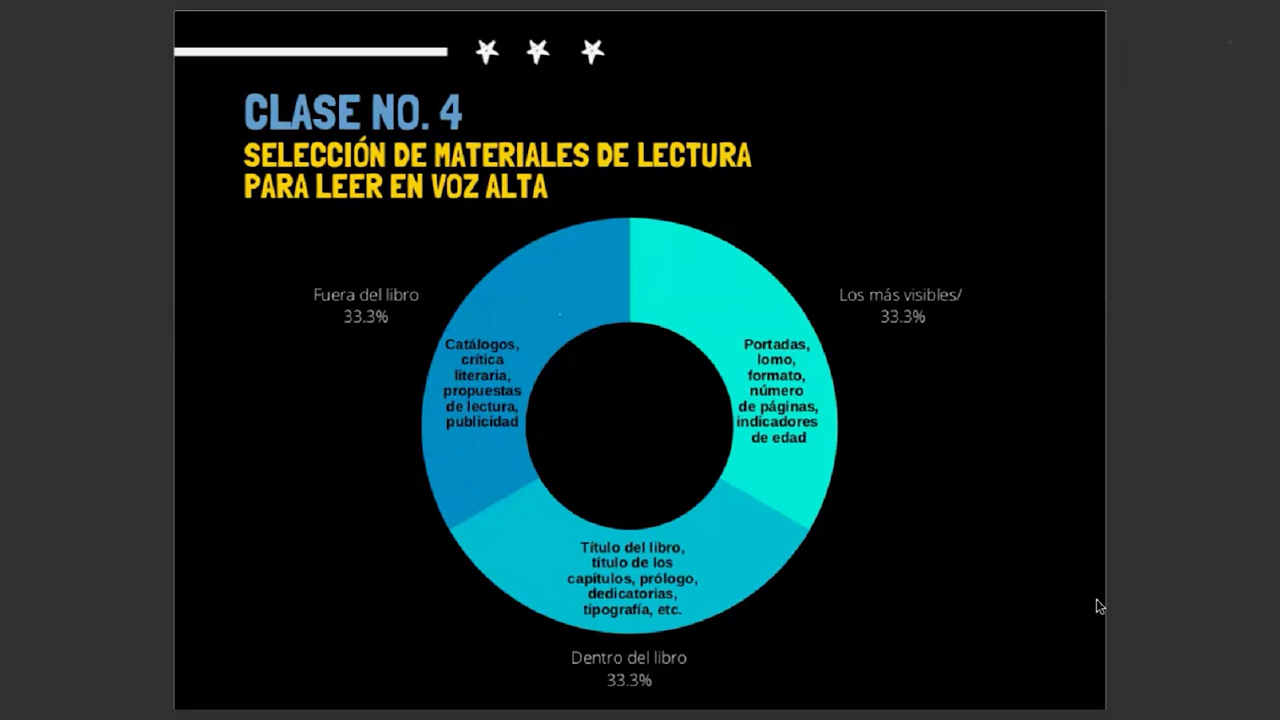 CLASE NO. 4
SELECCIÓN DE MATERIALES DE LECTURA
PARA LEER EN VOZ ALTA
Fuera del libro
33.3%
Los más visibles/
33.3%
Catálogos,
crítica
literaria,
propuestas
de lectura,
publicidad
Portadas,
lomo,
formato,
número
de páginas,
indicadores
de edad
Título del libro,
título de los
capítulos, prólogo,
dedicatorias,
tipografía, etc.
Dentro del libro
33.3%